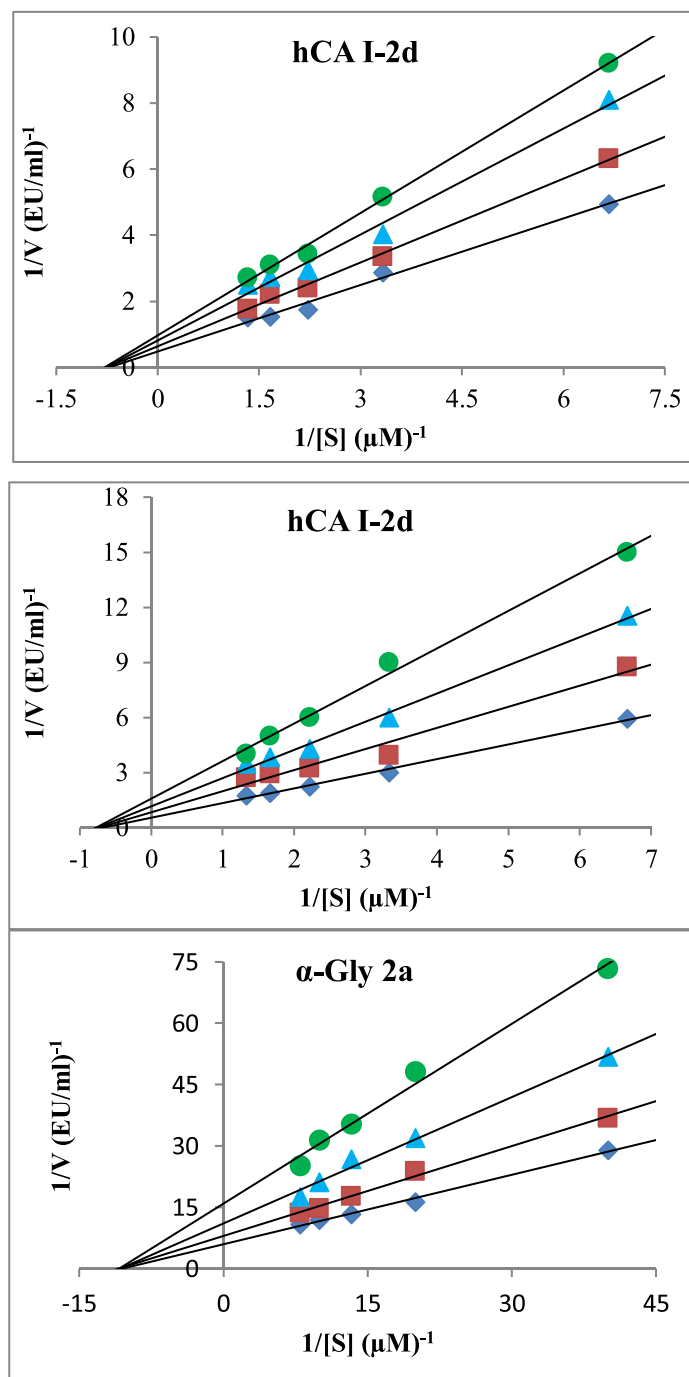 hCA I-2d
1/V (EU/ml)-1
10
8
6
4
2
0
-1.5 0 1.5 3 4.5 6 7.5
1/[S] (µM)-1
hCA I-2d
1/V (EU/ml)-1
18
15
12
9
6
3
0
-1 0 1 2 3 4 5 6 7
1/[S] (µM)-1
α-Gly 2a
1/V (EU/ml)-1
75
60
45
30
15
0
-15 0 15 30 45
1/[S] (µM)-1